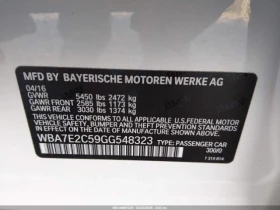 MFD BY BAYERISCHE MOTOREN WERKE AG
04/16
GVWR 5450 lbs 2472 kg
GAWR FRONT 2585 lbs 1173 kg
GAWR REAR 3030 lbs 1374 kg
THIS VEHICLE CONFORMS TO ALL APPLICABLE U.S. FEDERAL
MOTOR VEHICLE SAFETY, BUMPER, AND THEFT PREVENTION
STANDARDS IN EFFECT ON THE DATE OF MANUFACTURE
SHOWN ABOVE.
WBA7E2C59GG548323
TYPE: PASSENGER CAR
300/0